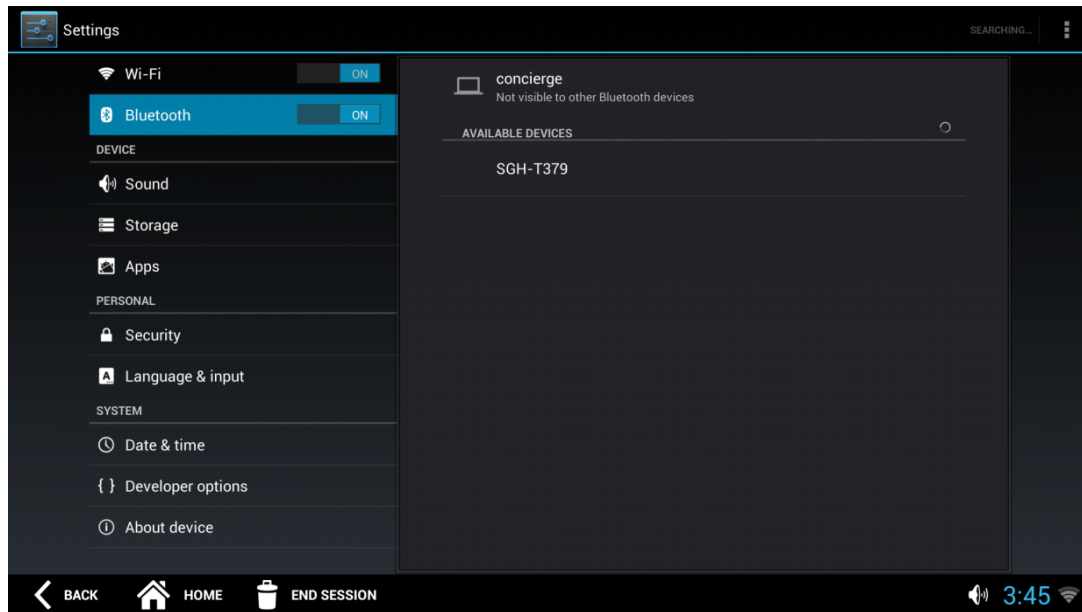 Settings
SEARCHING...
Wi-Fi ON
Bluetooth ON
DEVICE
Sound
Storage
Apps
PERSONAL
Security
A Language & input
SYSTEM
Date & time
{ } Developer options
About device
concierge
Not visible to other Bluetooth devices
AVAILABLE DEVICES
SGH-T379
BACK HOME END SESSION 3:45